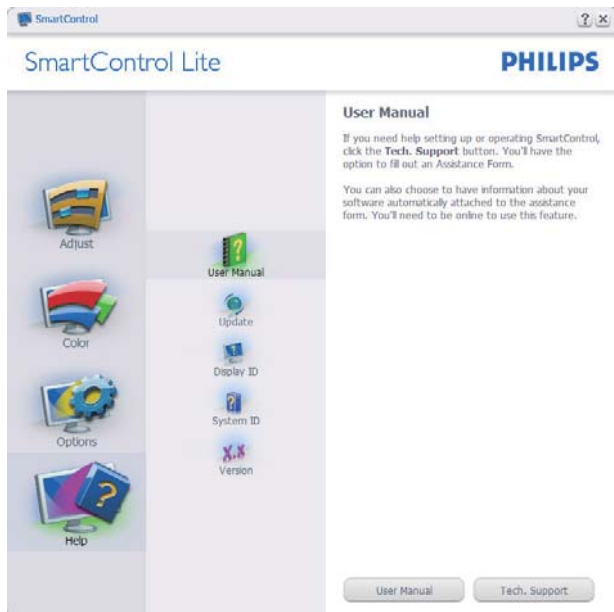 SmartControl
SmartControl Lite
PHILIPS
Adjust
Color
Options
Help
User Manual
Update
Display ID
System ID
X.X
Version
User Manual
If you need help setting up or operating SmartControl,
click the Tech. Support button. You'll have the
option to fill out an Assistance Form.
You can also choose to have information about your
software automatically attached to the assistance
form. You'll need to be online to use this feature.
User Manual
Tech. Support